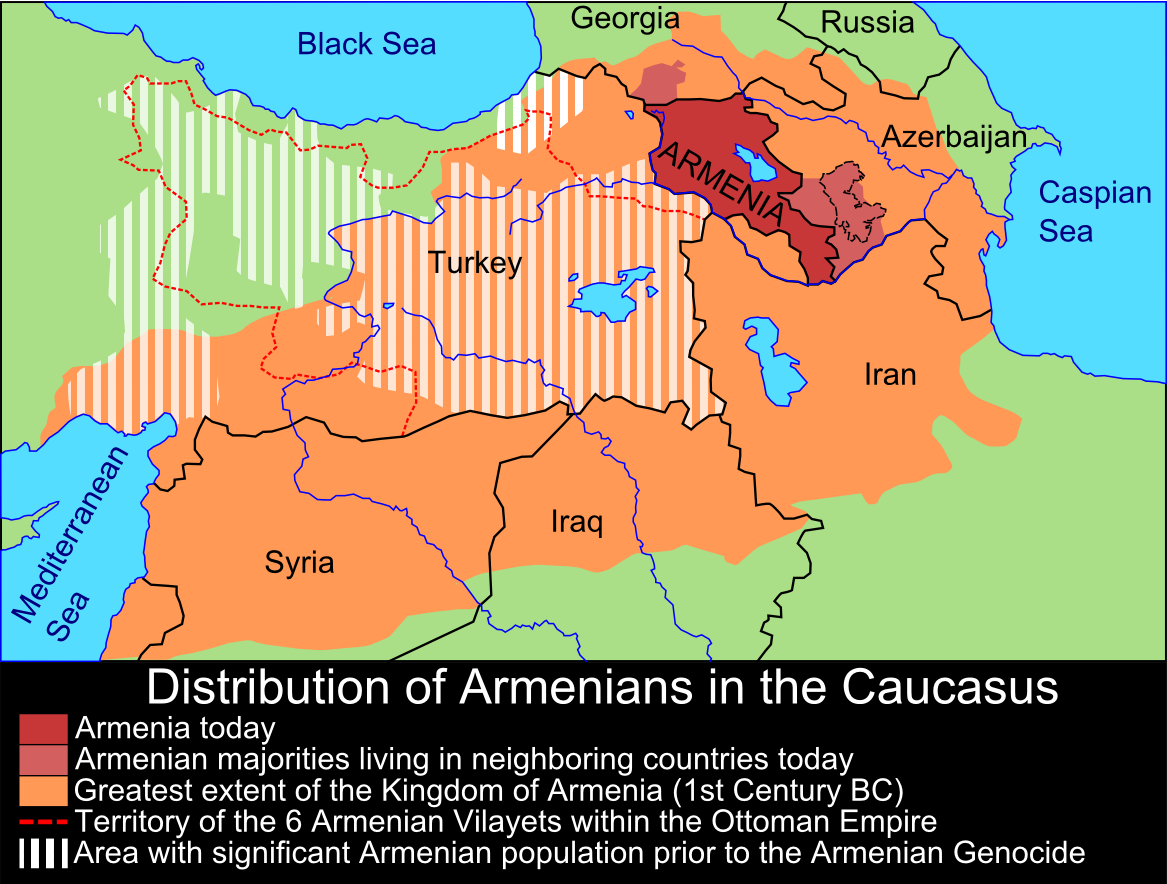 Georgia
Russia
Black Sea
Azerbaijan
ARMENIA
Caspian
Sea
Turkey
Iran
Mediterranean
Sea
Iraq
Syria
Distribution of Armenians in the Caucasus
Armenia today
Armenian majorities living in neighboring countries today
Greatest extent of the Kingdom of Armenia (1st Century BC)
Territory of the 6 Armenian Vilayets within the Ottoman Empire
Area with significant Armenian population prior to the Armenian Genocide